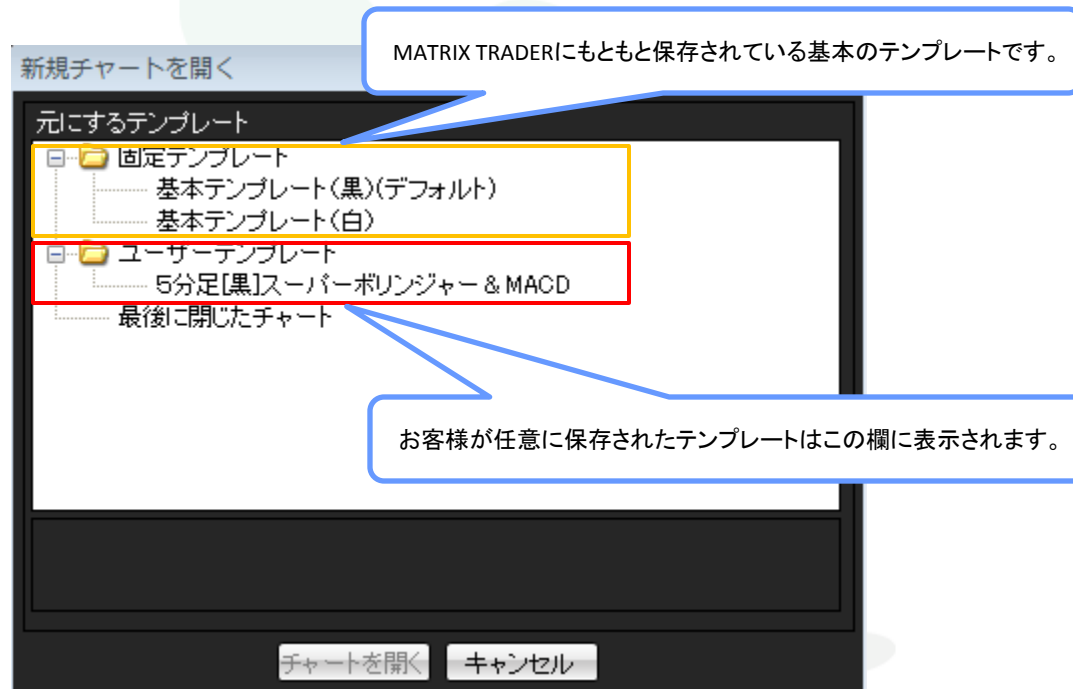 MATRIX TRADERにもともと保存されている基本のテンプレートです。
新規チャートを開く
元にするテンプレート
固定テンプレート
基本テンプレート(黒)(デフォルト)
基本テンプレート(白)
ユーザーテンプレート
5分足[黒]スーパーボリンジャー&MACD
最後に閉じたチャート
お客様が任意に保存されたテンプレートはこの欄に表示されます。
チャートを開く
キャンセル